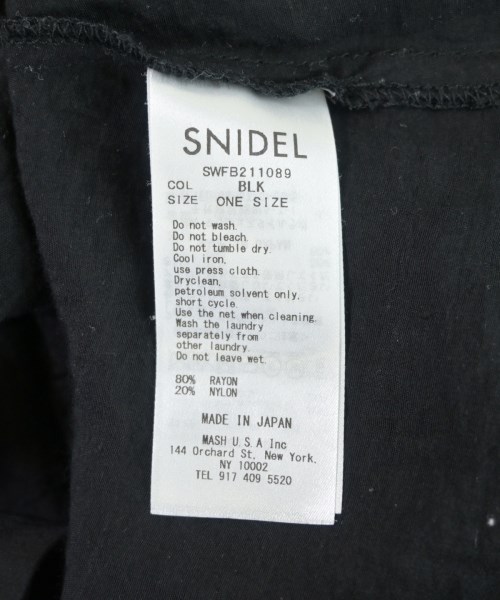 SNIDEL
SWFB211089
COL BLK
SIZE ONE SIZE
Do not wash.
Do not bleach.
Do not tumble dry.
Cool iron,
use press cloth.
Dryclean,
petroleum solvent only,
short cycle.
Use the net when cleaning.
Wash the laundry
separately from
other laundry.
Do not leave wet.
80% RAYON
20% NYLON
MADE IN JAPAN
MASH U.S.A Inc
144 Orchard St, New York,
NY 10002
TEL 917 409 5520